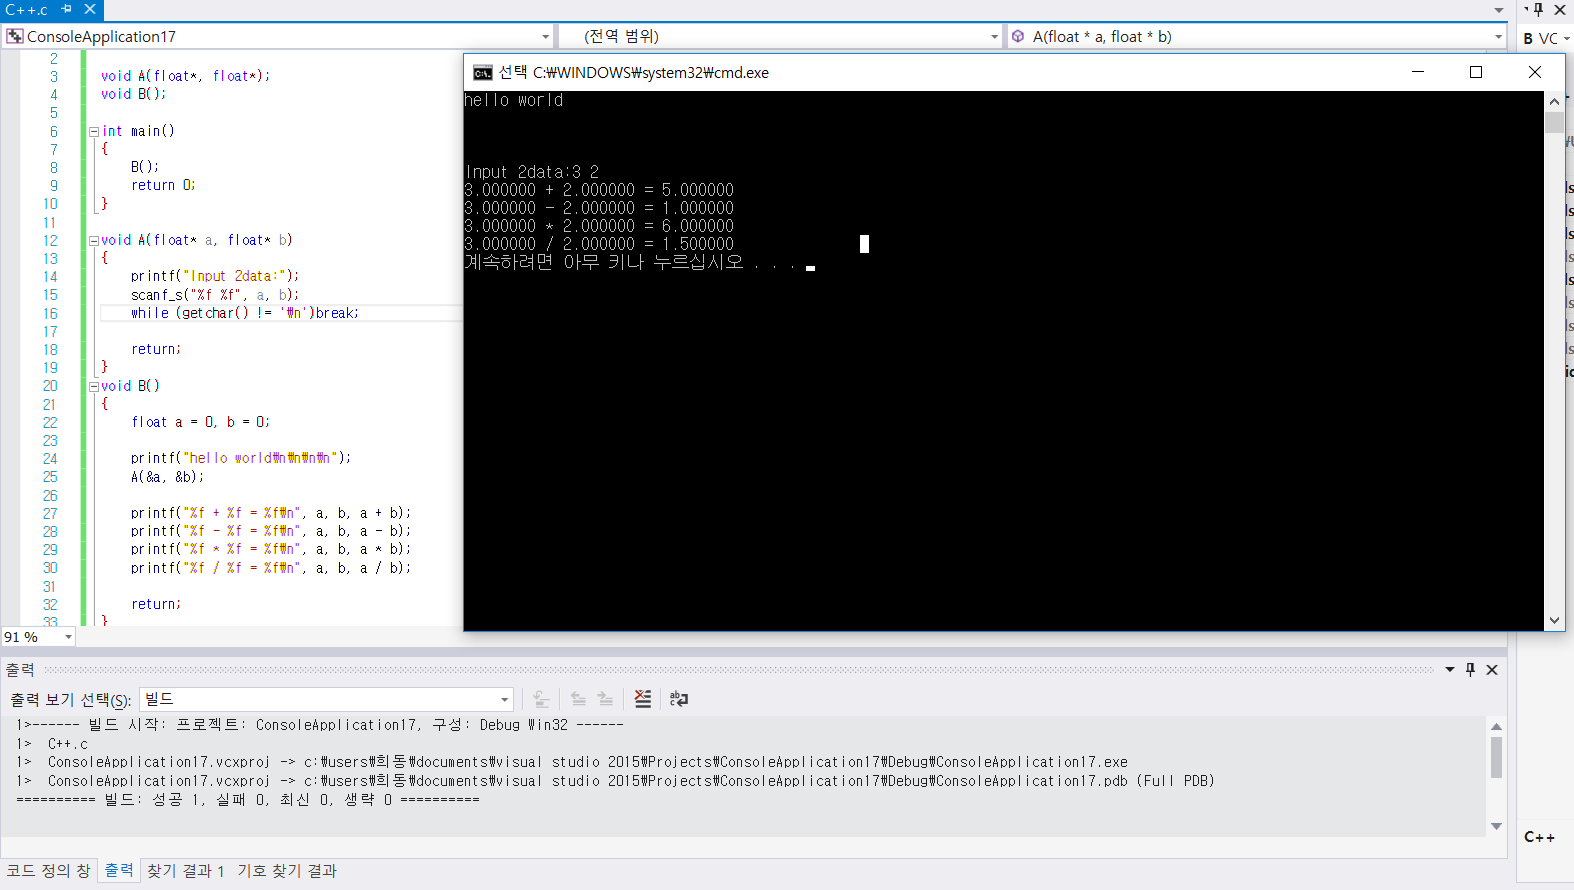 C++.c
ConsoleApplication17
(전역 범위)
A(float * a, float * b)
B VC
2
3 void A(float*, float*);
4 void B();
5
6 int main()
7 {
8 B();
9 return 0;
10 }
11
12 void A(float* a, float* b)
13 {
14 printf("Input 2data:");
15 scanf_s("%f %f", a, b);
16 while (getchar() != '₩n')break;
17
18 return;
19 }
20 void B()
21 {
22 float a = 0, b = 0;
23
24 printf("hello world₩n₩n₩n₩n");
25 A(&a, &b);
26
27 printf("%f + %f = %f₩n", a, b, a + b);
28 printf("%f - %f = %f₩n", a, b, a - b);
29 printf("%f * %f = %f₩n", a, b, a * b);
30 printf("%f / %f = %f₩n", a, b, a / b);
31
32 return;
33 }
91 %
선택 C:₩WINDOWS₩system32₩cmd.exe
hello world
Input 2data:3 2
3.000000 + 2.000000 = 5.000000
3.000000 - 2.000000 = 1.000000
3.000000 * 2.000000 = 6.000000
3.000000 / 2.000000 = 1.500000
계속하려면 아무 키나 누르십시오 . . .
출력
출력 보기 선택(S): 빌드
1>------ 빌드 시작: 프로젝트: ConsoleApplication17, 구성: Debug Win32 ------
1> C++.c
1> ConsoleApplication17.vcxproj -> c:₩users₩희동₩documents₩visual studio 2015₩Projects₩ConsoleApplication17₩Debug₩ConsoleApplication17.exe
1> ConsoleApplication17.vcxproj -> c:₩users₩희동₩documents₩visual studio 2015₩Projects₩ConsoleApplication17₩Debug₩ConsoleApplication17.pdb (Full PDB)
========== 빌드: 성공 1, 실패 0, 최신 0, 생략 0 ==========
C++
코드 정의 창 출력 찾기 결과 1 기호 찾기 결과